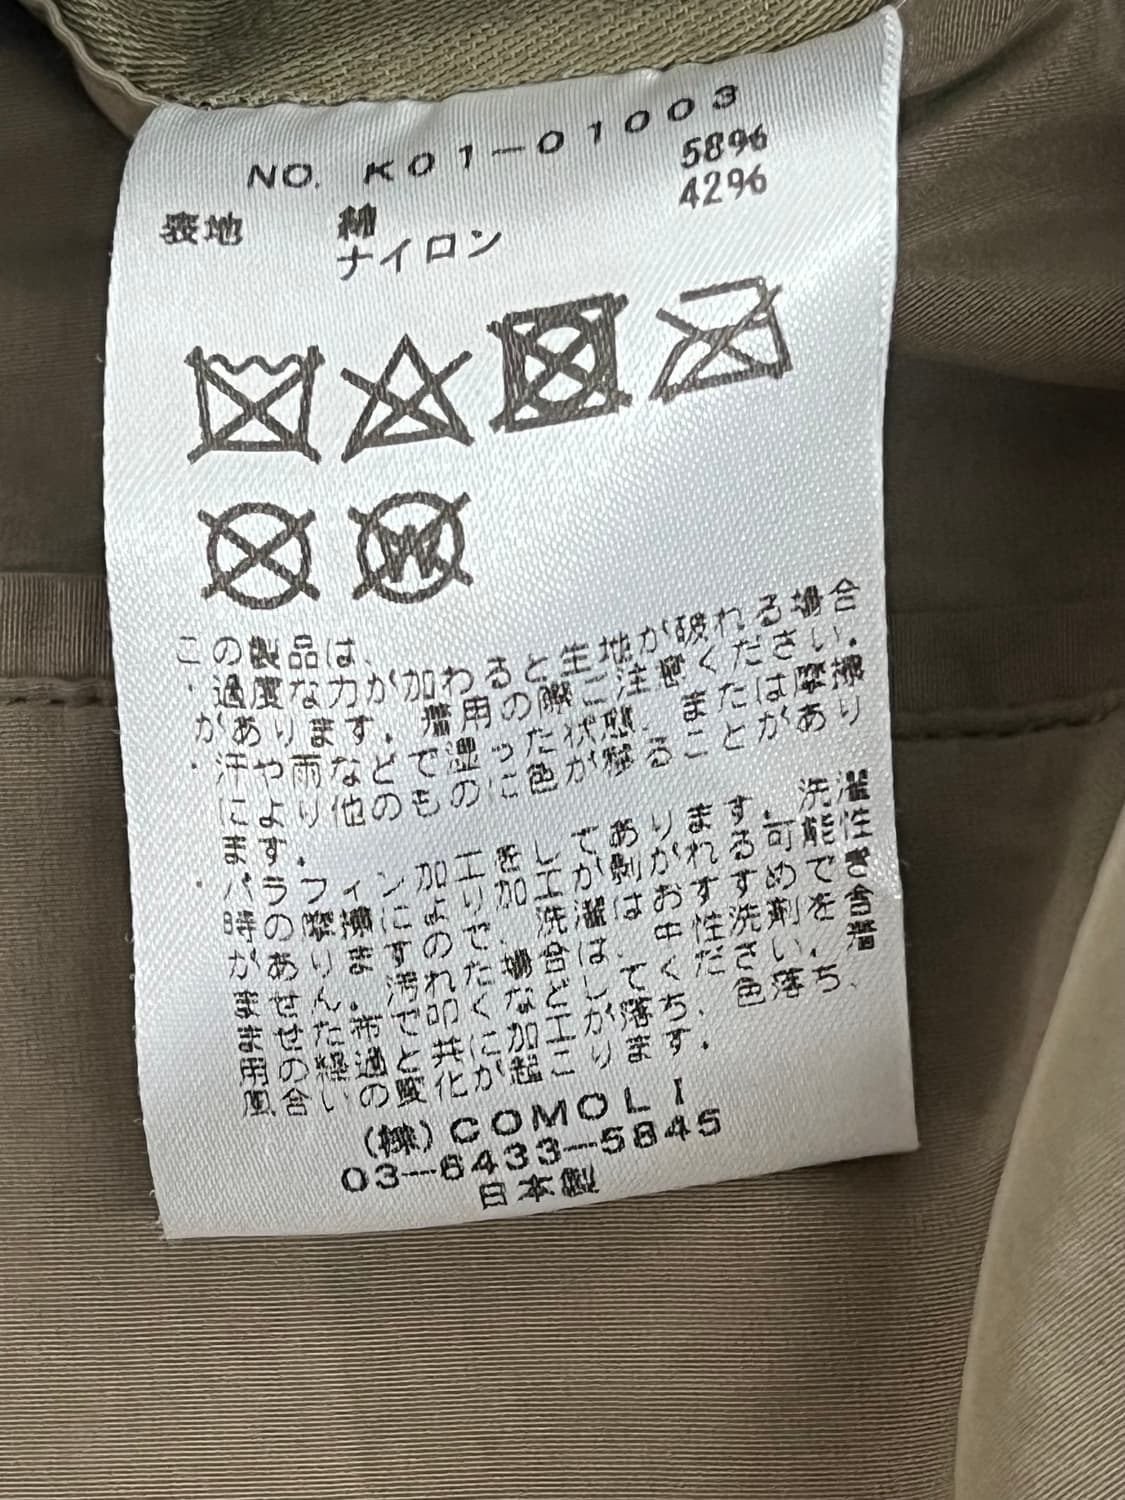 NO. K01-01003
表地 綿 58%
ナイロン 42%
W
この製品は、
・過度な力が加わると生地が破れる場合
があります。着用の際ご注意ください。
・汗や雨などで湿った状態、または摩擦
により他のものに色が移ることがあり
ます。
・パラフィン加工をしてあります。洗濯
時の摩擦により加工が剥がれる可能性
がありますので、洗濯はおすすめでき
ません。汚れた場合は、中性洗剤を含
ませた布で叩くなどしてください。着
用の経過と共に加工が落ち、色落ち、
風合いの変化が起こります。
(株)COMOLI
03-6433-5845
日本製